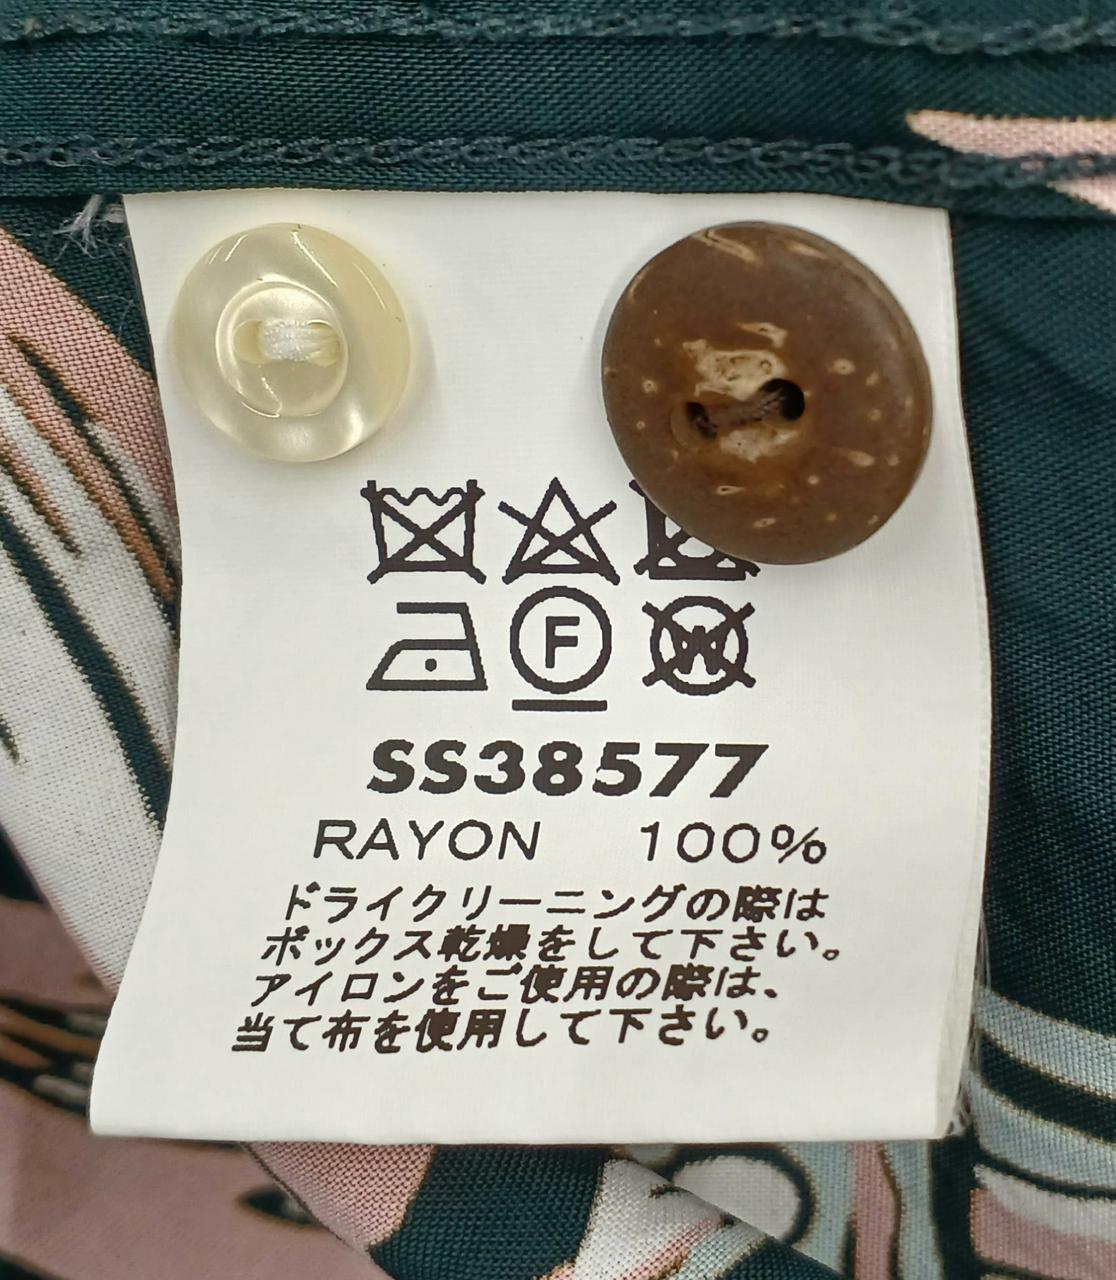 F W
SS38577
RAYON 100%
ドライクリーニングの際は
ボックス乾燥をして下さい。
アイロンをご使用の際は、
当て布を使用して下さい。